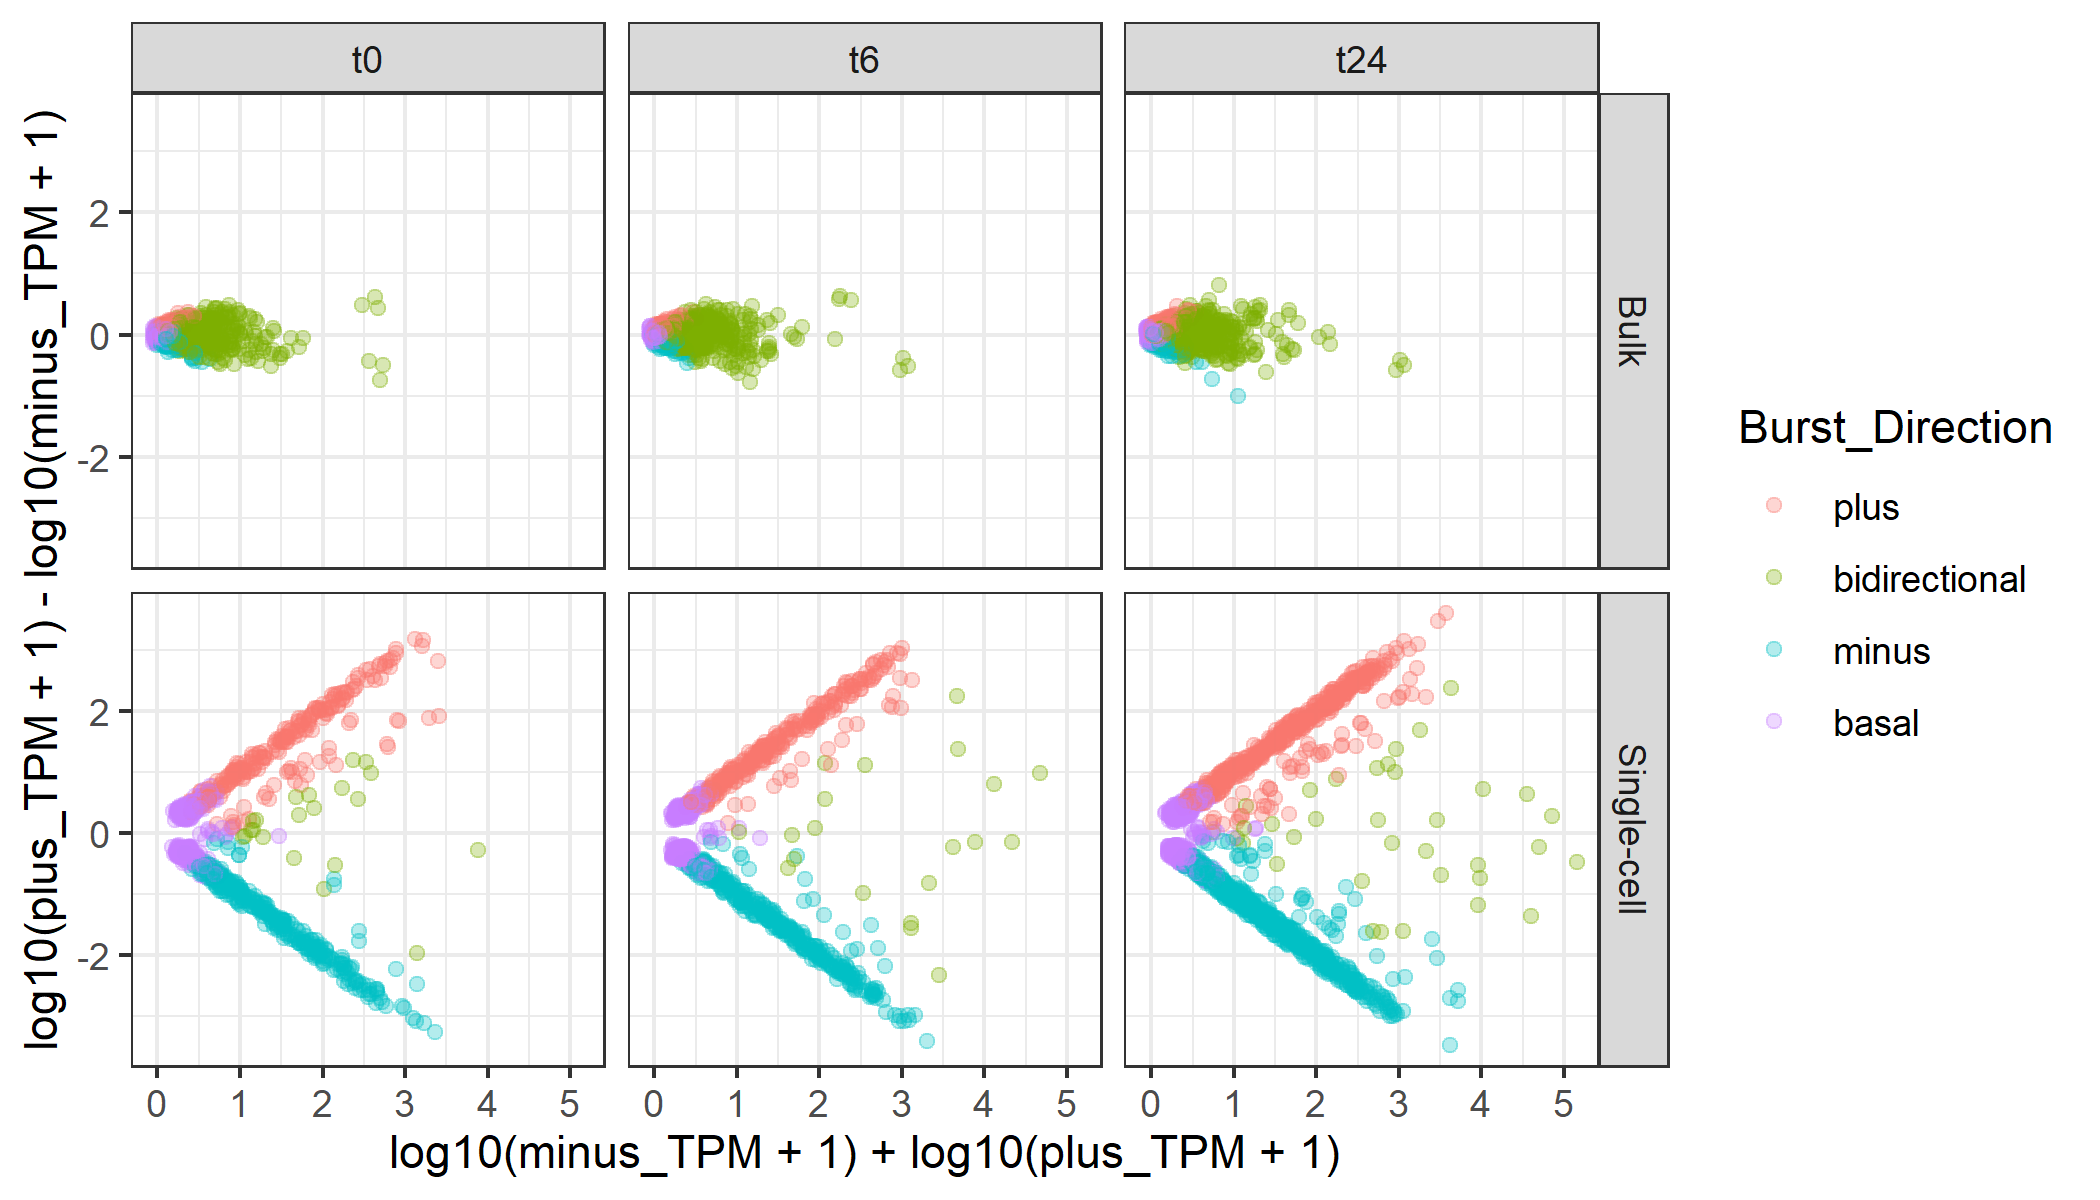 t0
t6
t24
Bulk
Single-cell
log10(plus_TPM + 1) - log10(minus_TPM + 1)
2
0
-2
2
0
-2
0 1 2 3 4 5
0 1 2 3 4 5
0 1 2 3 4 5
log10(minus_TPM + 1) + log10(plus_TPM + 1)
Burst_Direction
plus
bidirectional
minus
basal